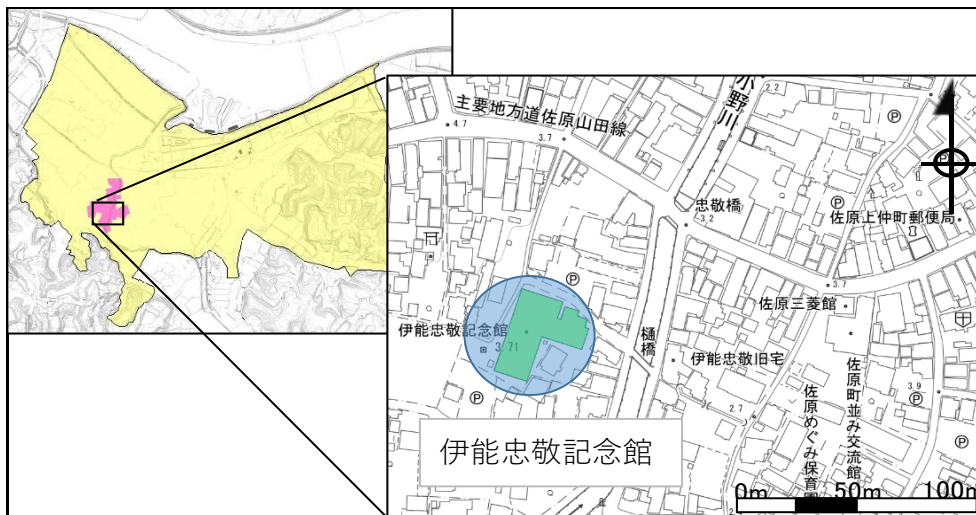 小野川
2.2
主要地方道佐原山田線
4.7
3.7
忠敬橋
3.2
佐原上仲町郵便局
3.7
佐原三菱館
伊能忠敬記念館
3.71
樋橋
伊能忠敬旧宅
2.7
佐原めぐみ保育園
佐原町並み交流館
3.9
伊能忠敬記念館
0m
50m
100m